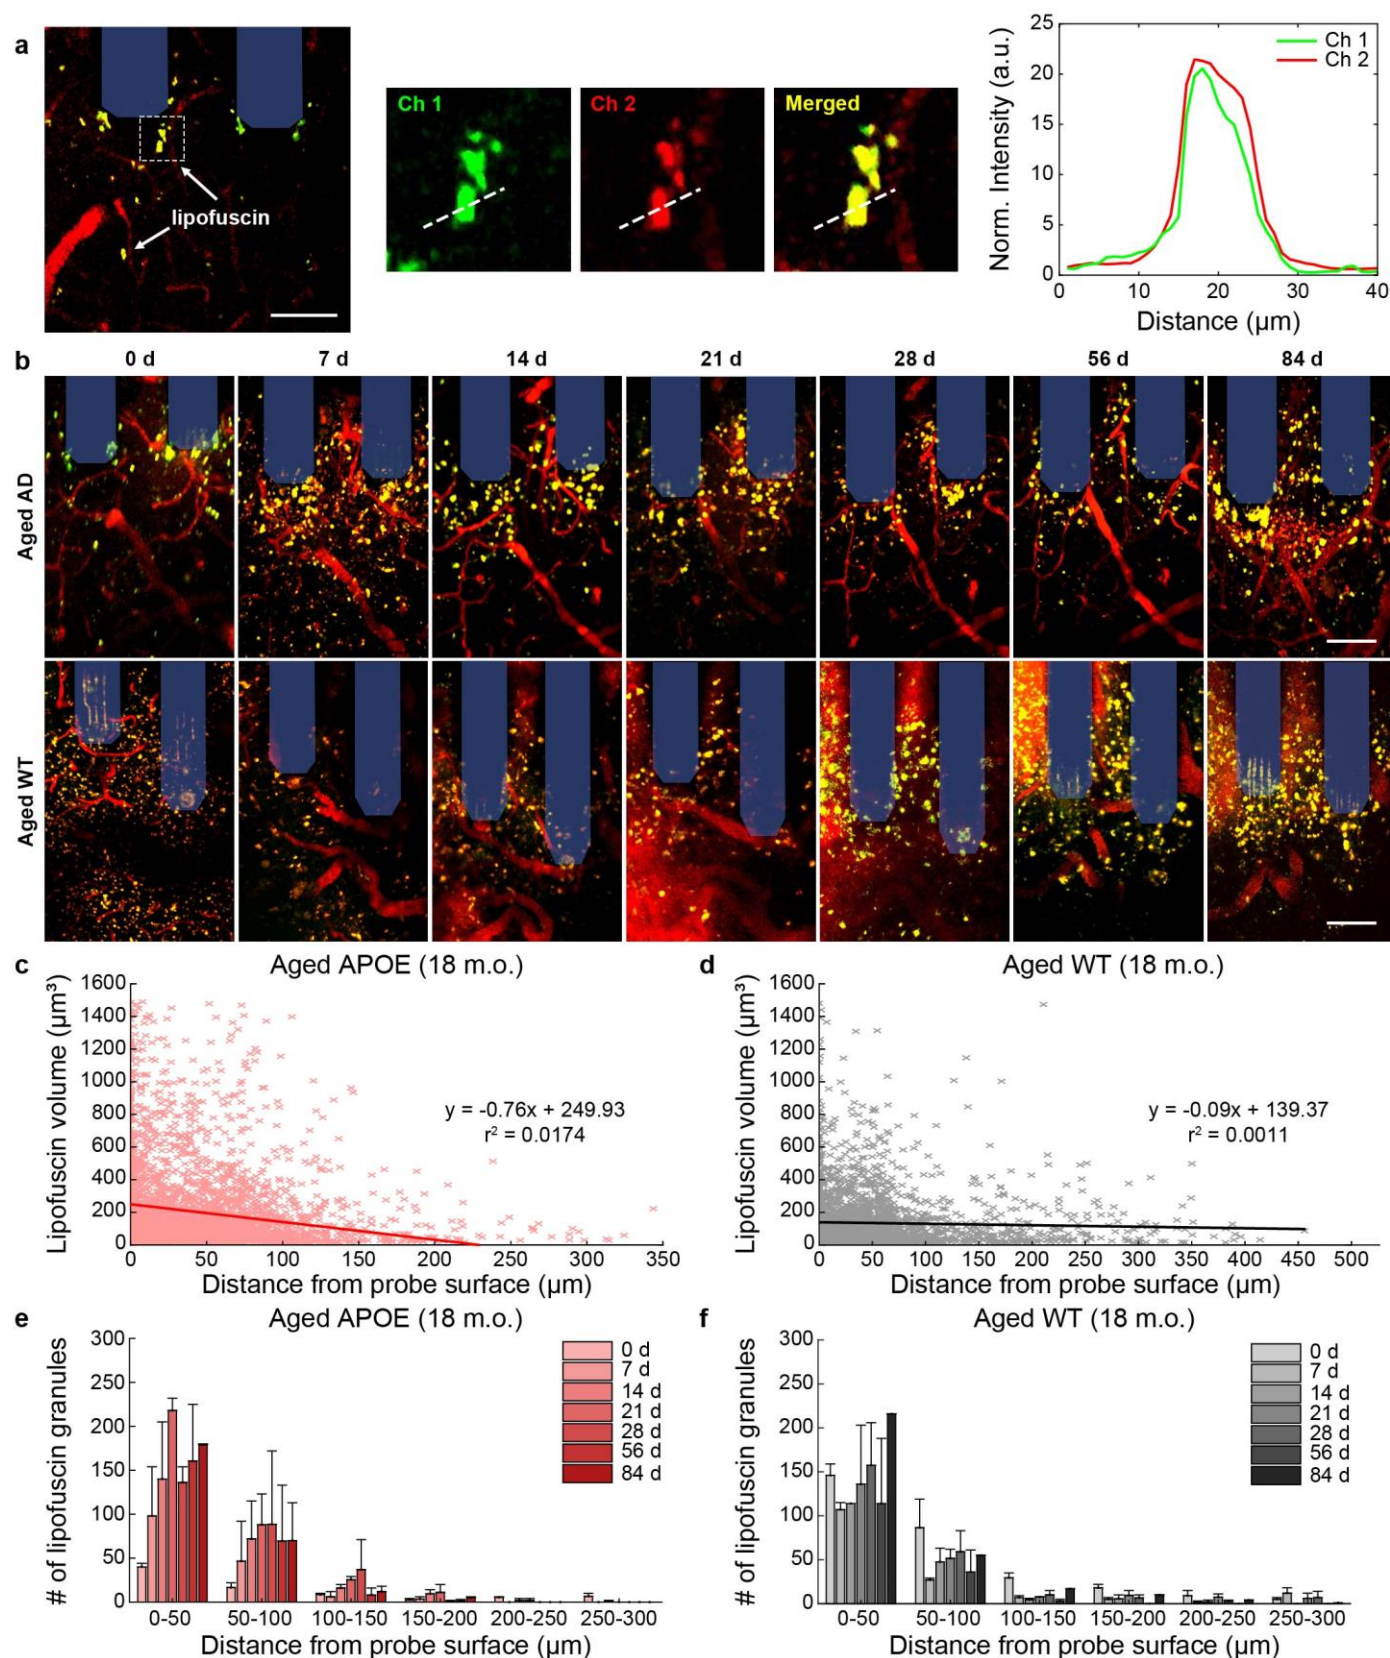 a
lipofuscin
Ch 1
Ch 2
Merged
Norm. Intensity (a.u.)
25
20
15
10
5
0
0 10 20 30 40
Distance (µm)
Ch 1
Ch 2
b
0 d 7 d 14 d 21 d 28 d 56 d 84 d
Aged AD
Aged WT
c
Aged APOE (18 m.o.)
Lipofuscin volume (µm³)
1600
1400
1200
1000
800
600
400
200
0
y = -0.76x + 249.93
r² = 0.0174
0 50 100 150 200 250 300 350
Distance from probe surface (µm)
d
Aged WT (18 m.o.)
Lipofuscin volume (µm³)
1600
1400
1200
1000
800
600
400
200
0
y = -0.09x + 139.37
r² = 0.0011
0 50 100 150 200 250 300 350 400 450 500
Distance from probe surface (µm)
e
Aged APOE (18 m.o.)
# of lipofuscin granules
300
250
200
150
100
50
0
0 d
7 d
14 d
21 d
28 d
56 d
84 d
0-50 50-100 100-150 150-200 200-250 250-300
Distance from probe surface (µm)
f
Aged WT (18 m.o.)
# of lipofuscin granules
300
250
200
150
100
50
0
0 d
7 d
14 d
21 d
28 d
56 d
84 d
0-50 50-100 100-150 150-200 200-250 250-300
Distance from probe surface (µm)